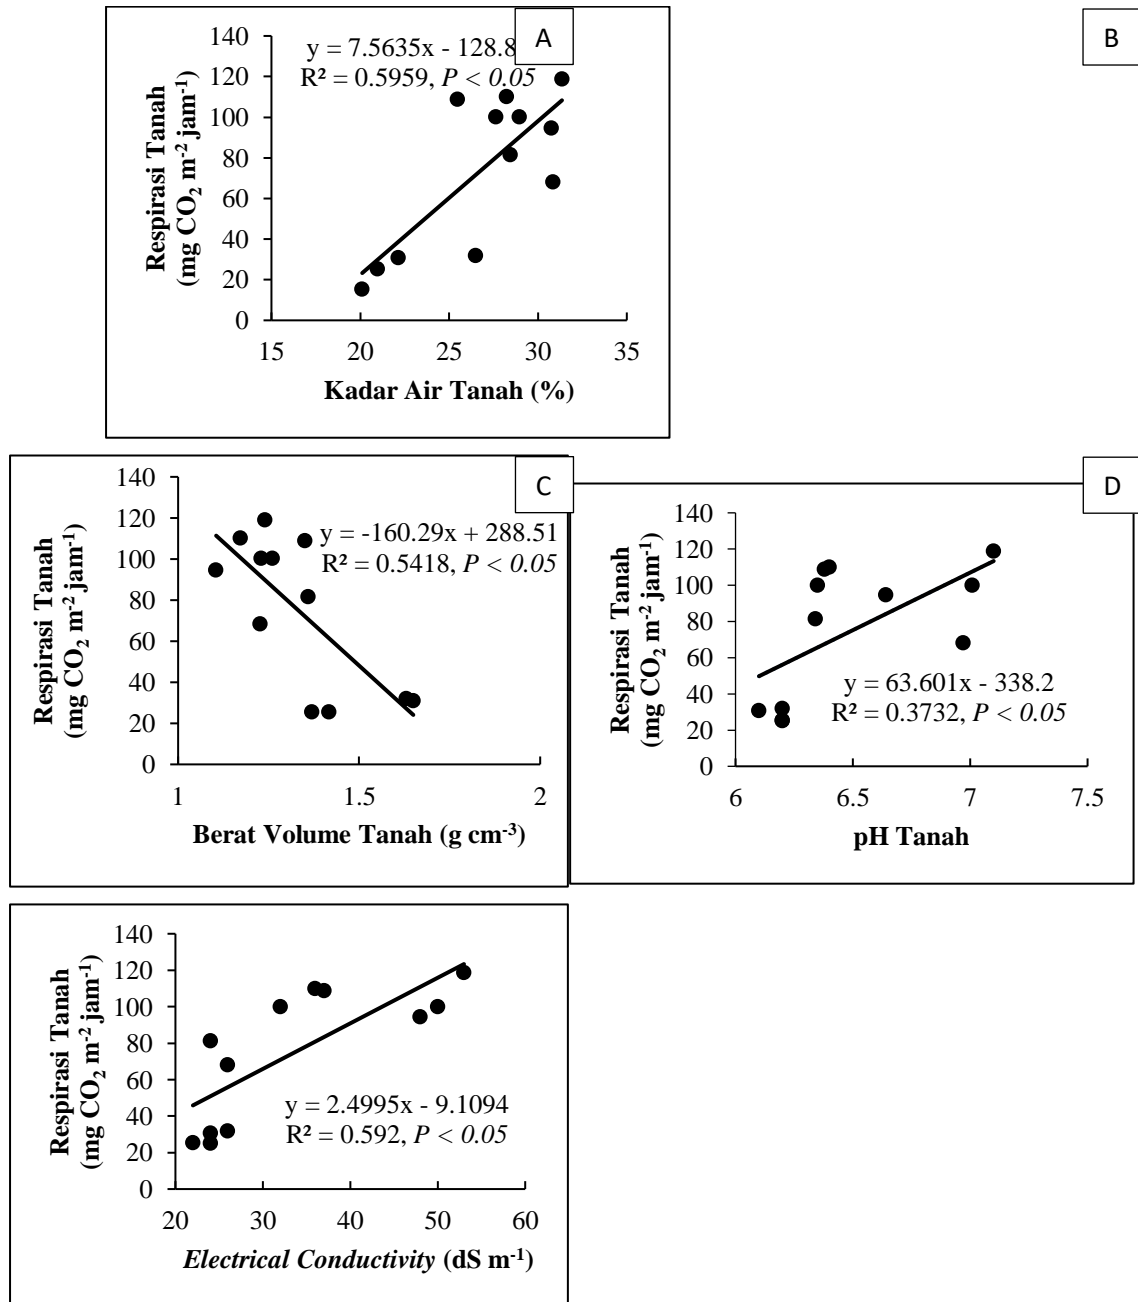 A
B
y = 7.5635x - 128.8
R² = 0.5959, P < 0.05
Respirasi Tanah
(mg CO₂ m⁻² jam⁻¹)
140
120
100
80
60
40
20
0
15 20 25 30 35
Kadar Air Tanah (%)
C
y = -160.29x + 288.51
R² = 0.5418, P < 0.05
Respirasi Tanah
(mg CO₂ m⁻² jam⁻¹)
140
120
100
80
60
40
20
0
1 1.5 2
Berat Volume Tanah (g cm⁻³)
D
y = 63.601x - 338.2
R² = 0.3732, P < 0.05
Respirasi Tanah
(mg CO₂ m⁻² jam⁻¹)
140
120
100
80
60
40
20
0
6 6.5 7 7.5
pH Tanah
y = 2.4995x - 9.1094
R² = 0.592, P < 0.05
Respirasi Tanah
(mg CO₂ m⁻² jam⁻¹)
140
120
100
80
60
40
20
0
20 30 40 50 60
Electrical Conductivity (dS m⁻¹)